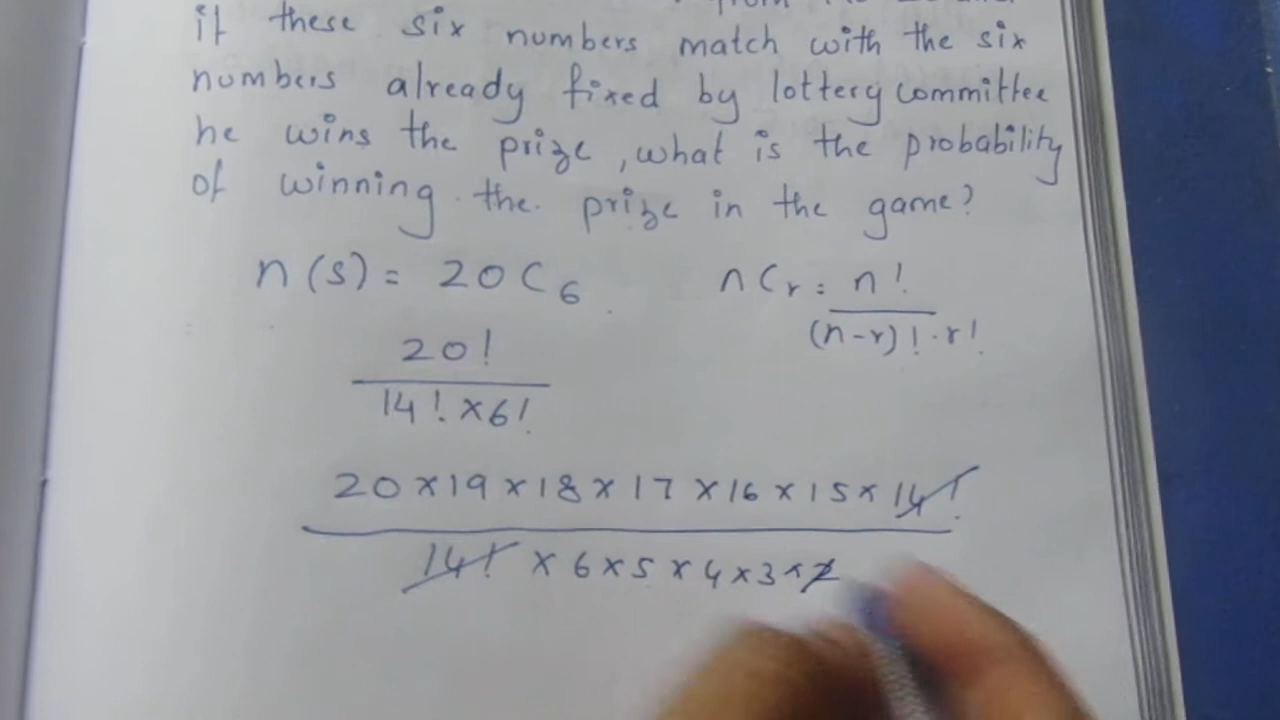 if these six numbers match with the six
numbers already fixed by lottery committee
he wins the prize, what is the probability
of winning the prize in the game?
n(s) = 20C6
nCr = n!
(n-r)! · r!
20!
14! × 6!
20 × 19 × 18 × 17 × 16 × 15 × 14!
14! × 6 × 5 × 4 × 3 × 2